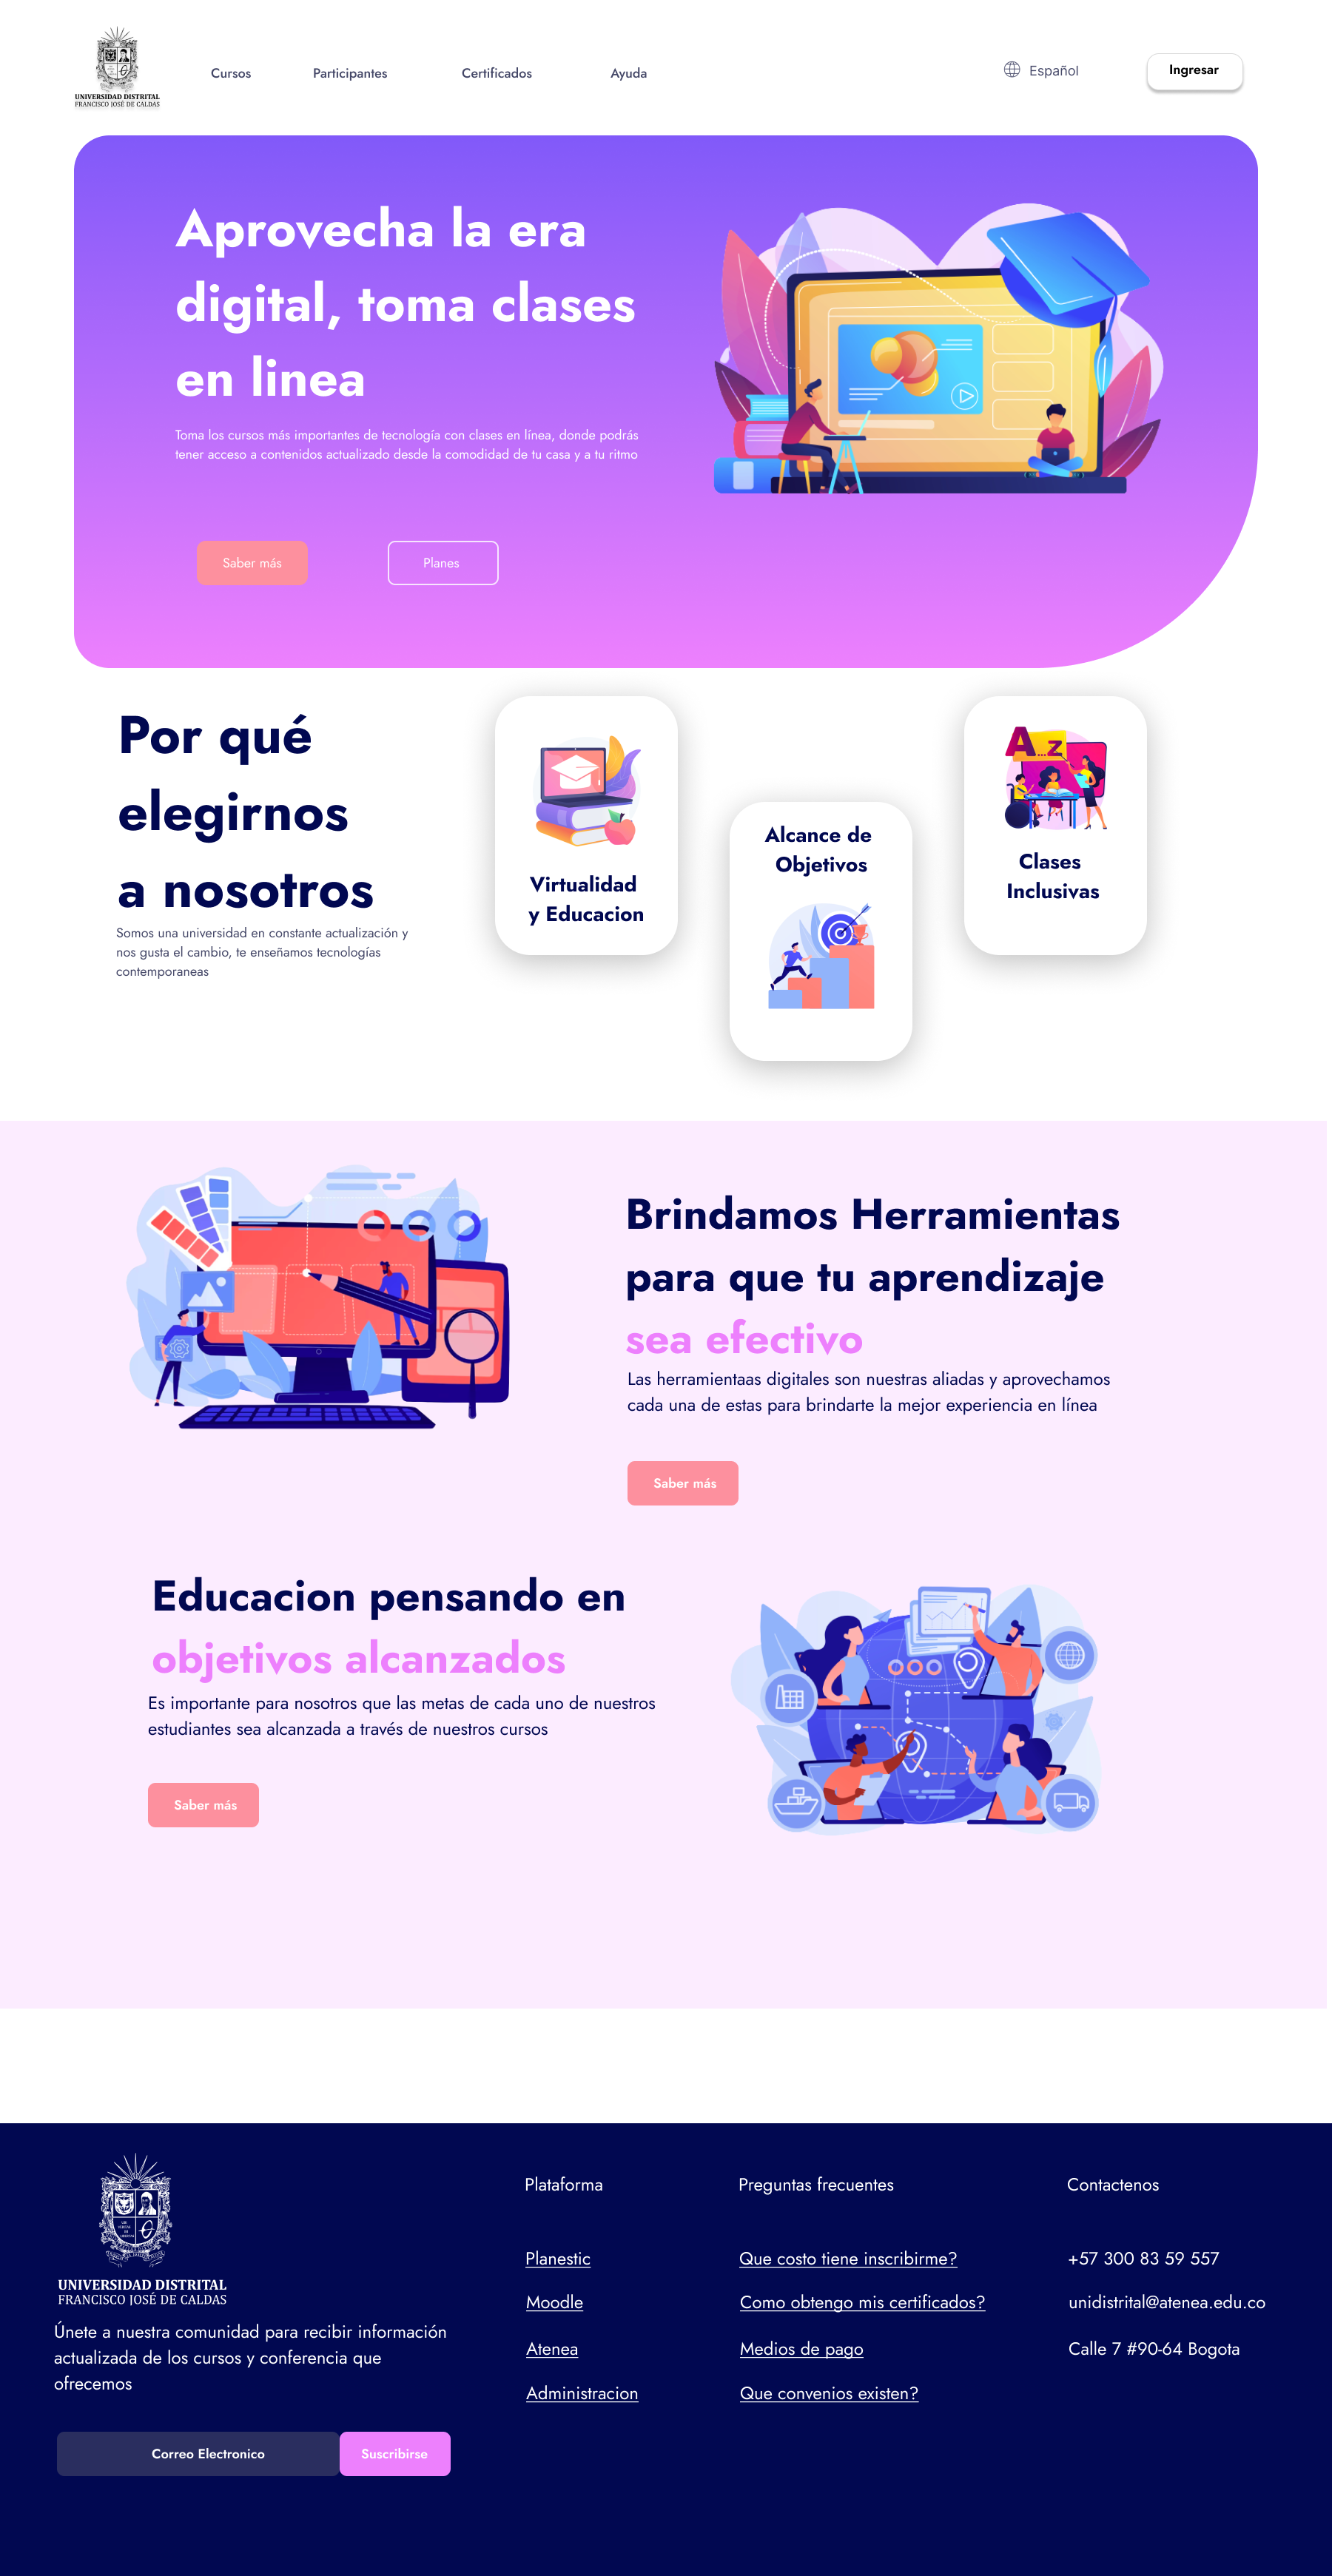 UNIVERSIDAD DISTRITAL
FRANCISCO JOSÉ DE CALDAS
Cursos
Participantes
Certificados
Ayuda
Español
Ingresar
Aprovecha la era
digital, toma clases
en linea
Toma los cursos más importantes de tecnología con clases en línea, donde podrás
tener acceso a contenidos actualizado desde la comodidad de tu casa y a tu ritmo
Saber más
Planes
Por qué
elegirnos
a nosotros
Somos una universidad en constante actualización y
nos gusta el cambio, te enseñamos tecnologías
contemporaneas
Virtualidad
y Educacion
Alcance de
Objetivos
A...z
Clases
Inclusivas
Brindamos Herramientas
para que tu aprendizaje
sea efectivo
Las herramientaas digitales son nuestras aliadas y aprovechamos
cada una de estas para brindarte la mejor experiencia en línea
Saber más
Educacion pensando en
objetivos alcanzados
Es importante para nosotros que las metas de cada uno de nuestros
estudiantes sea alcanzada a través de nuestros cursos
Saber más
UNIVERSIDAD DISTRITAL
FRANCISCO JOSÉ DE CALDAS
Únete a nuestra comunidad para recibir información
actualizada de los cursos y conferencia que
ofrecemos
Correo Electronico
Suscribirse
Plataforma
Planestic
Moodle
Atenea
Administracion
Preguntas frecuentes
Que costo tiene inscribirme?
Como obtengo mis certificados?
Medios de pago
Que convenios existen?
Contactenos
+57 300 83 59 557
unidistrital@atenea.edu.co
Calle 7 #90-64 Bogota